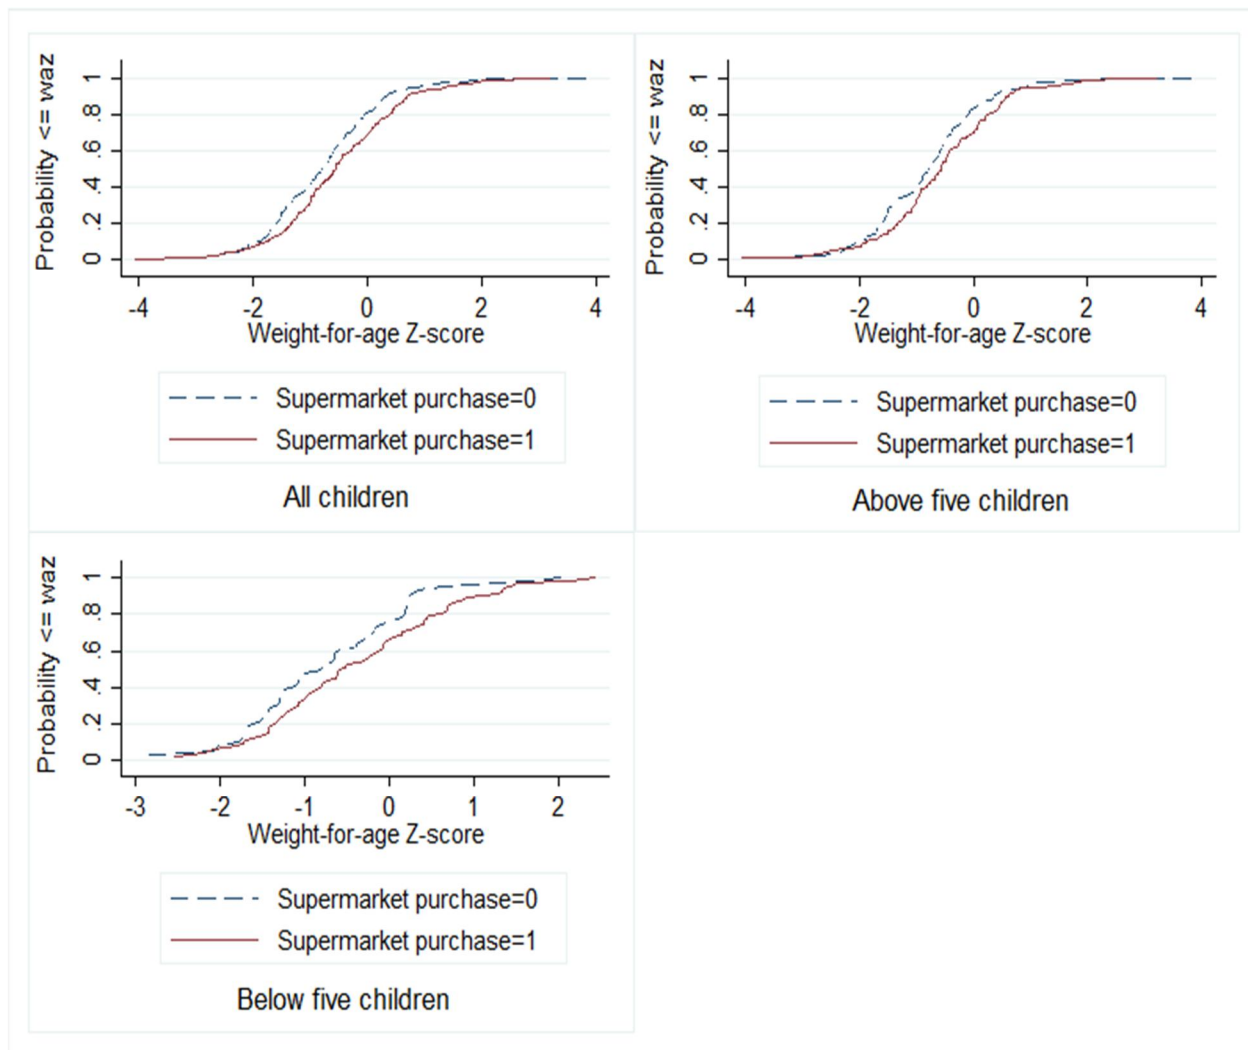 Probability <= waz
1
.8
.6
.4
.2
0
-4 -2 0 2 4
Weight-for-age Z-score
Supermarket purchase=0
Supermarket purchase=1
All children
Probability <= waz
1
.8
.6
.4
.2
0
-4 -2 0 2 4
Weight-for-age Z-score
Supermarket purchase=0
Supermarket purchase=1
Above five children
Probability <= waz
1
.8
.6
.4
.2
0
-3 -2 -1 0 1 2
Weight-for-age Z-score
Supermarket purchase=0
Supermarket purchase=1
Below five children